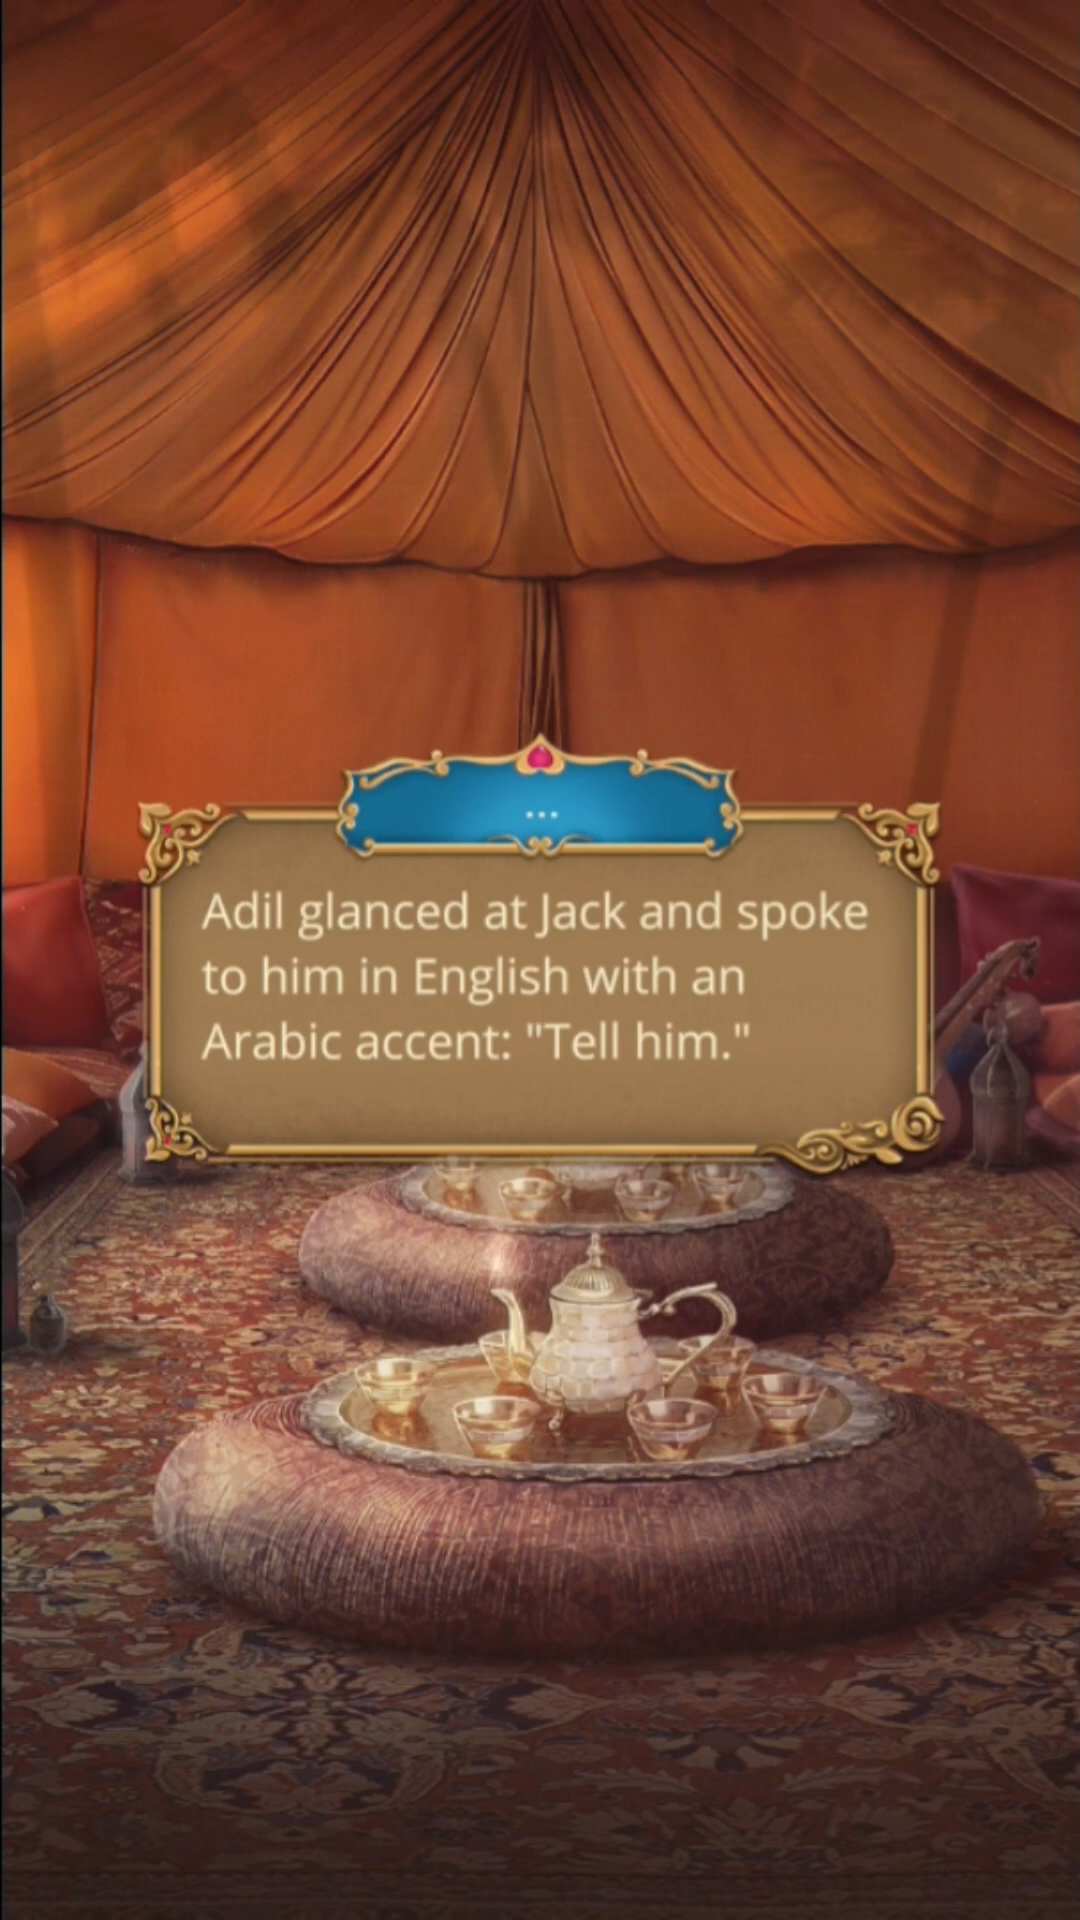 ...
Adil glanced at Jack and spoke
to him in English with an
Arabic accent: "Tell him."